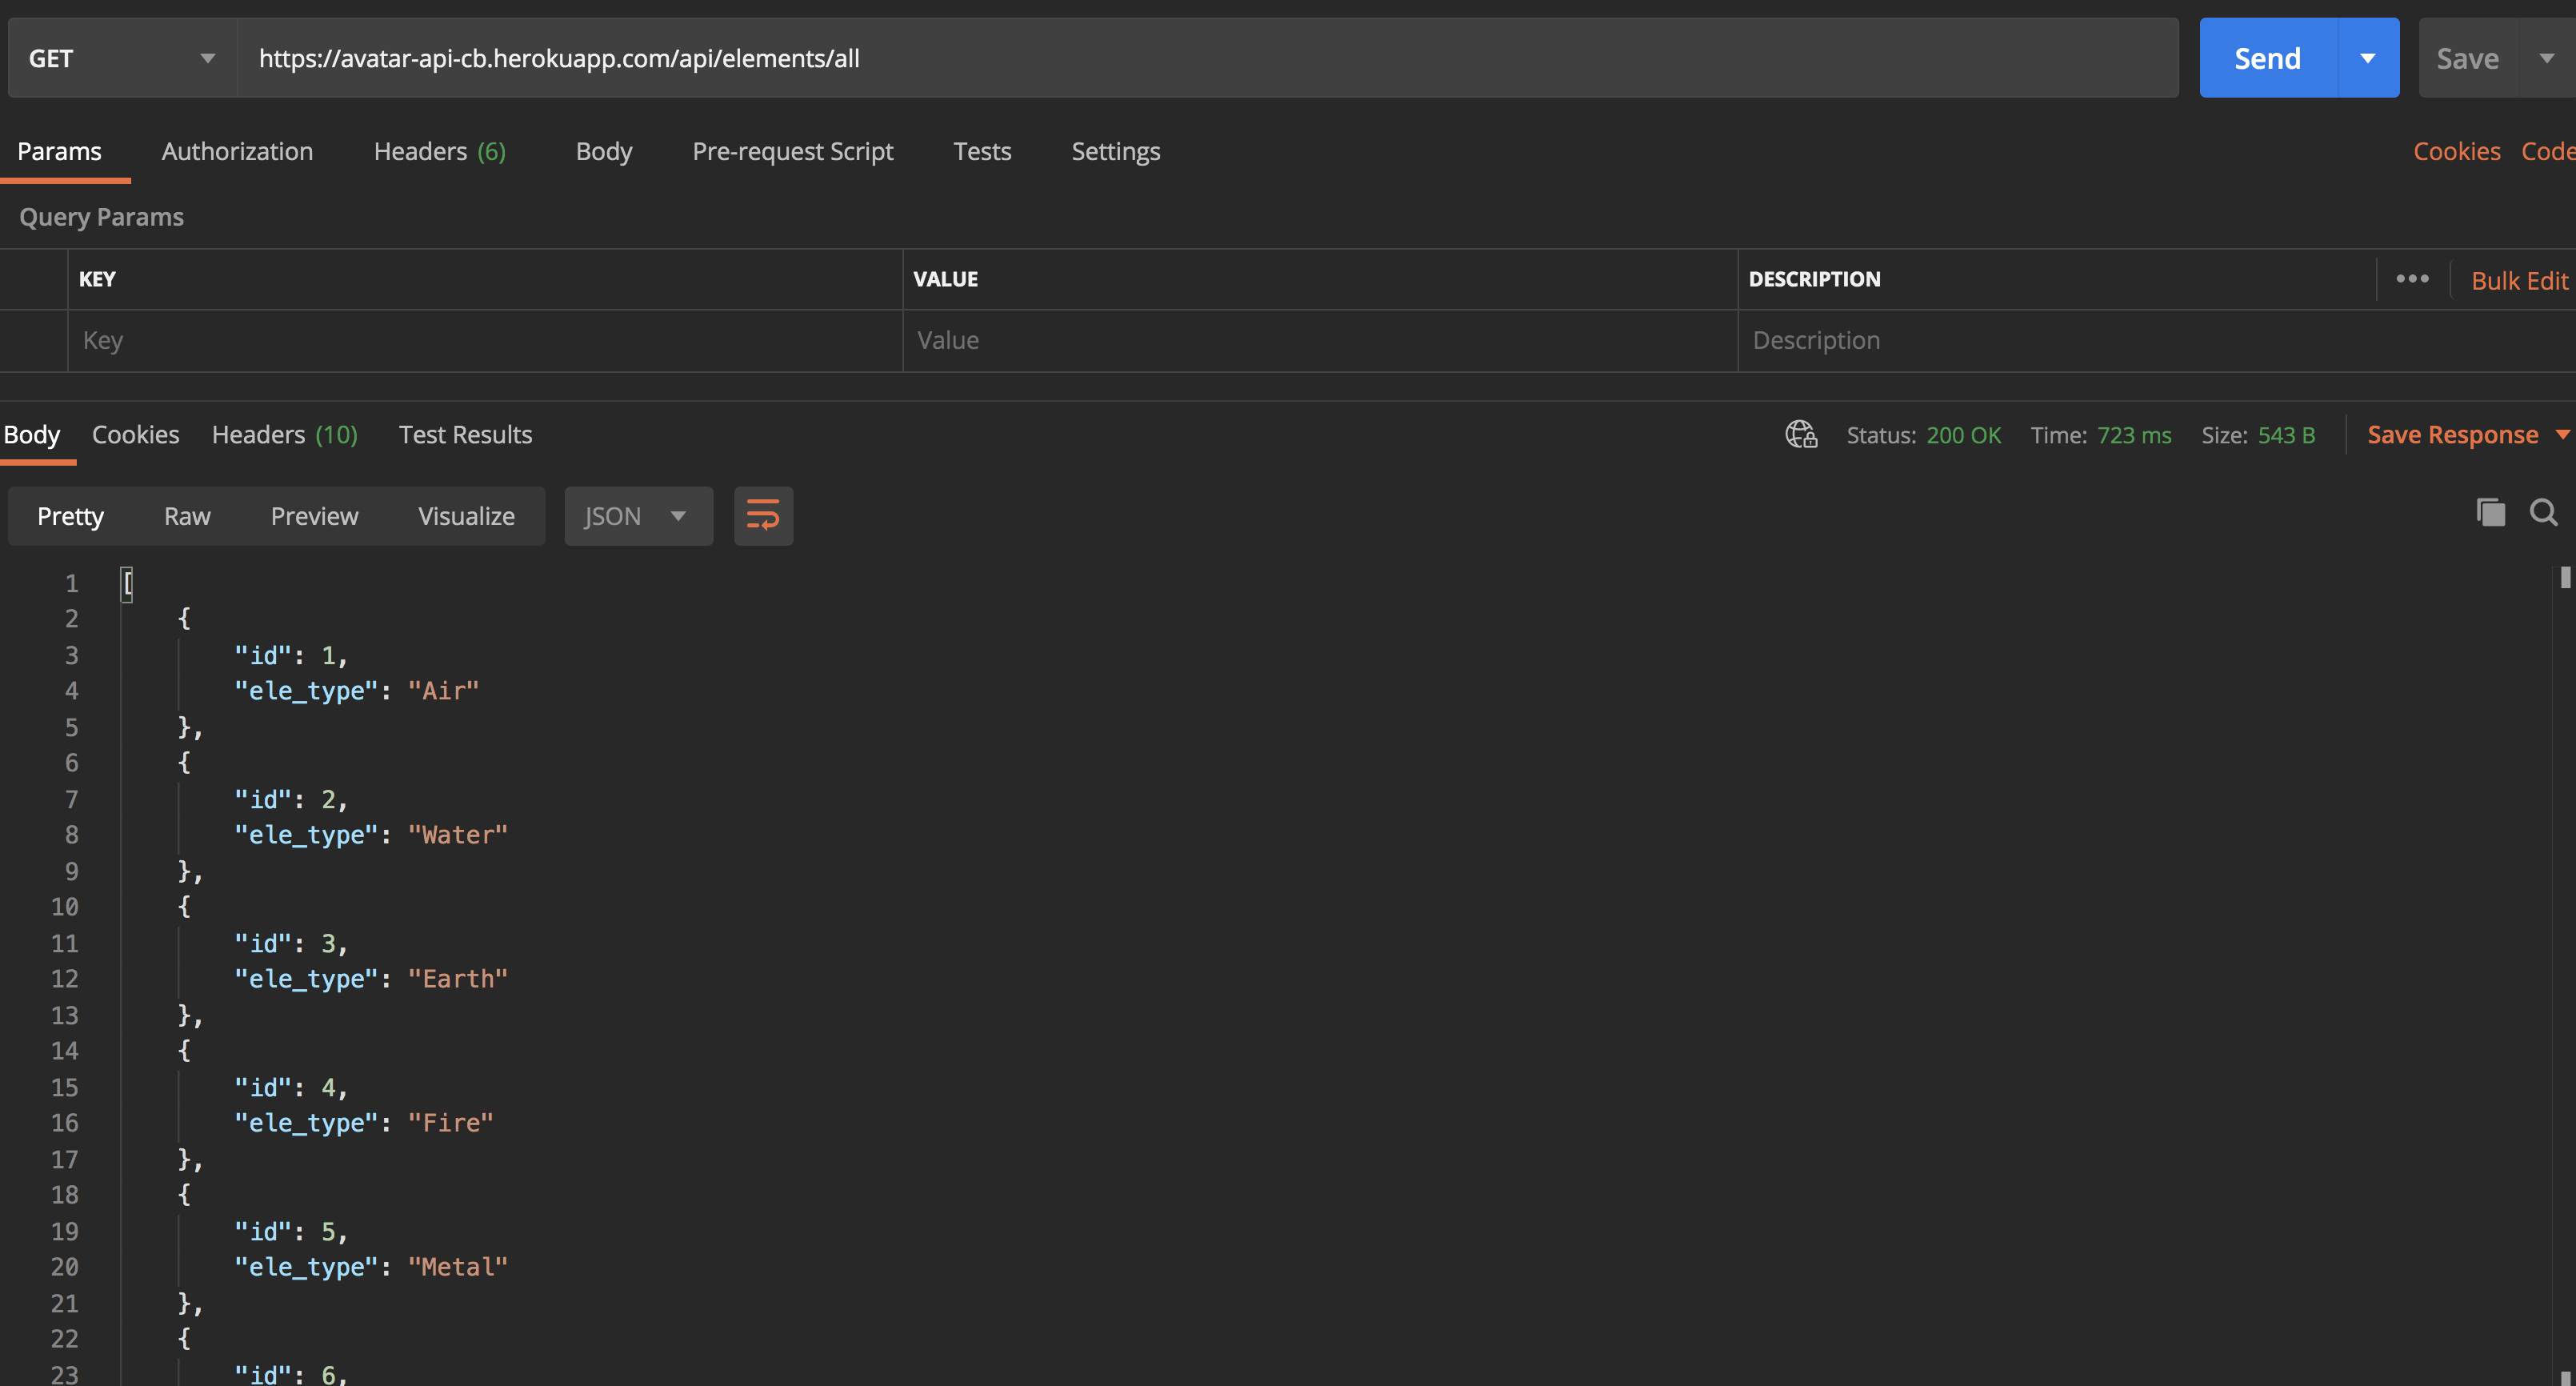 GET https://avatar-api-cb.herokuapp.com/api/elements/all Send Save
Params Authorization Headers (6) Body Pre-request Script Tests Settings Cookies Code
Query Params
KEY VALUE DESCRIPTION ••• Bulk Edit
Key Value Description
Body Cookies Headers (10) Test Results Status: 200 OK Time: 723 ms Size: 543 B Save Response
Pretty Raw Preview Visualize JSON
1 [
2 {
3 "id": 1,
4 "ele_type": "Air"
5 },
6 {
7 "id": 2,
8 "ele_type": "Water"
9 },
10 {
11 "id": 3,
12 "ele_type": "Earth"
13 },
14 {
15 "id": 4,
16 "ele_type": "Fire"
17 },
18 {
19 "id": 5,
20 "ele_type": "Metal"
21 },
22 {
23 "id": 6,